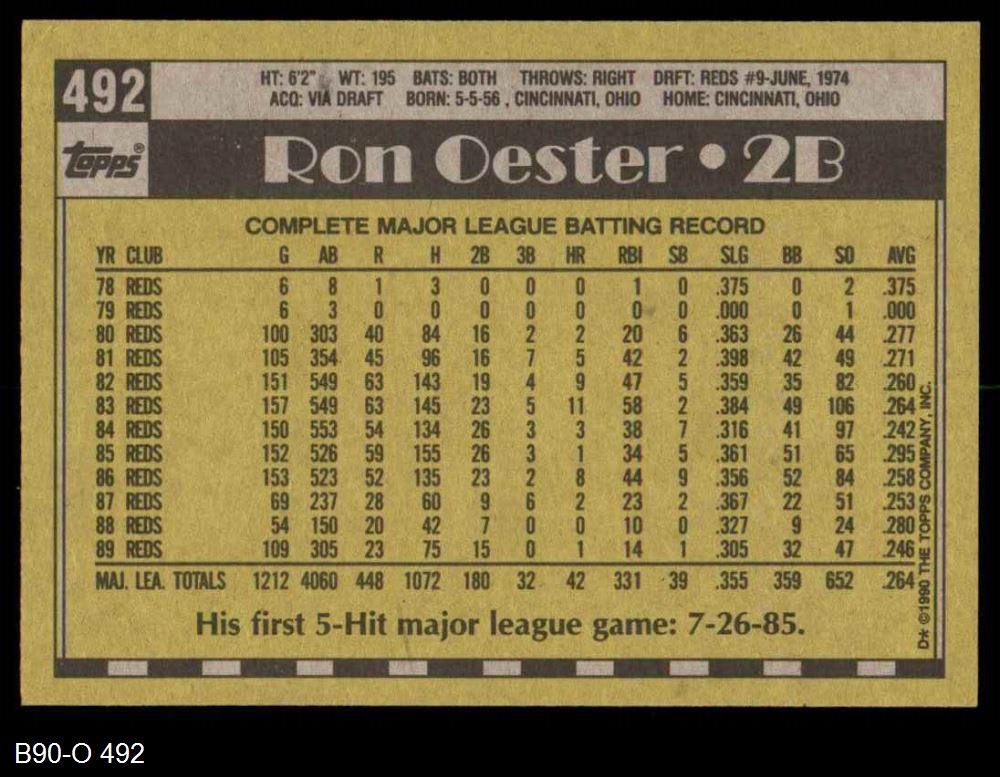 492
HT: 6'2" WT: 195 BATS: BOTH THROWS: RIGHT DRFT: REDS #9-JUNE, 1974
ACQ: VIA DRAFT BORN: 5-5-56 , CINCINNATI, OHIO HOME: CINCINNATI, OHIO
Topps®
Ron Oester • 2B
COMPLETE MAJOR LEAGUE BATTING RECORD
YR CLUB G AB R H 2B 3B HR RBI SB SLG BB SO AVG
78 REDS 6 8 1 3 0 0 0 1 0 .375 0 2 .375
79 REDS 6 3 0 0 0 0 0 0 0 .000 0 1 .000
80 REDS 100 303 40 84 16 2 2 20 6 .363 26 44 .277
81 REDS 105 354 45 96 16 7 5 42 2 .398 42 49 .271
82 REDS 151 549 63 143 19 4 9 47 5 .359 35 82 .260
83 REDS 157 549 63 145 23 5 11 58 2 .384 49 106 .264
84 REDS 150 553 54 134 26 3 3 38 7 .316 41 97 .242
85 REDS 152 526 59 155 26 3 1 34 5 .361 51 65 .295
86 REDS 153 523 52 135 23 2 8 44 9 .356 52 84 .258
87 REDS 69 237 28 60 9 6 2 23 2 .367 22 51 .253
88 REDS 54 150 20 42 7 0 0 10 0 .327 9 24 .280
89 REDS 109 305 23 75 15 0 1 14 1 .305 32 47 .246
MAJ. LEA. TOTALS 1212 4060 448 1072 180 32 42 331 39 .355 359 652 .264
His first 5-Hit major league game: 7-26-85.
D* ©1990 THE TOPPS COMPANY, INC.
B90-O 492